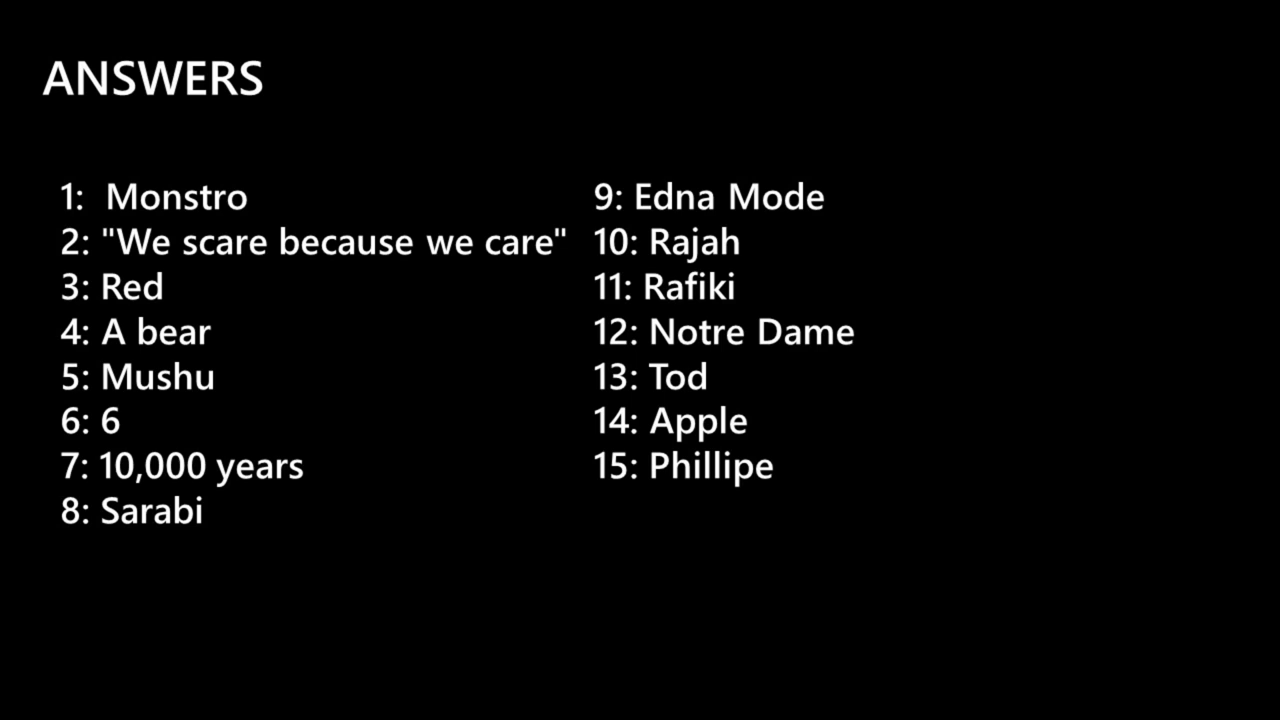 ANSWERS
1: Monstro
2: "We scare because we care"
3: Red
4: A bear
5: Mushu
6: 6
7: 10,000 years
8: Sarabi
9: Edna Mode
10: Rajah
11: Rafiki
12: Notre Dame
13: Tod
14: Apple
15: Phillipe